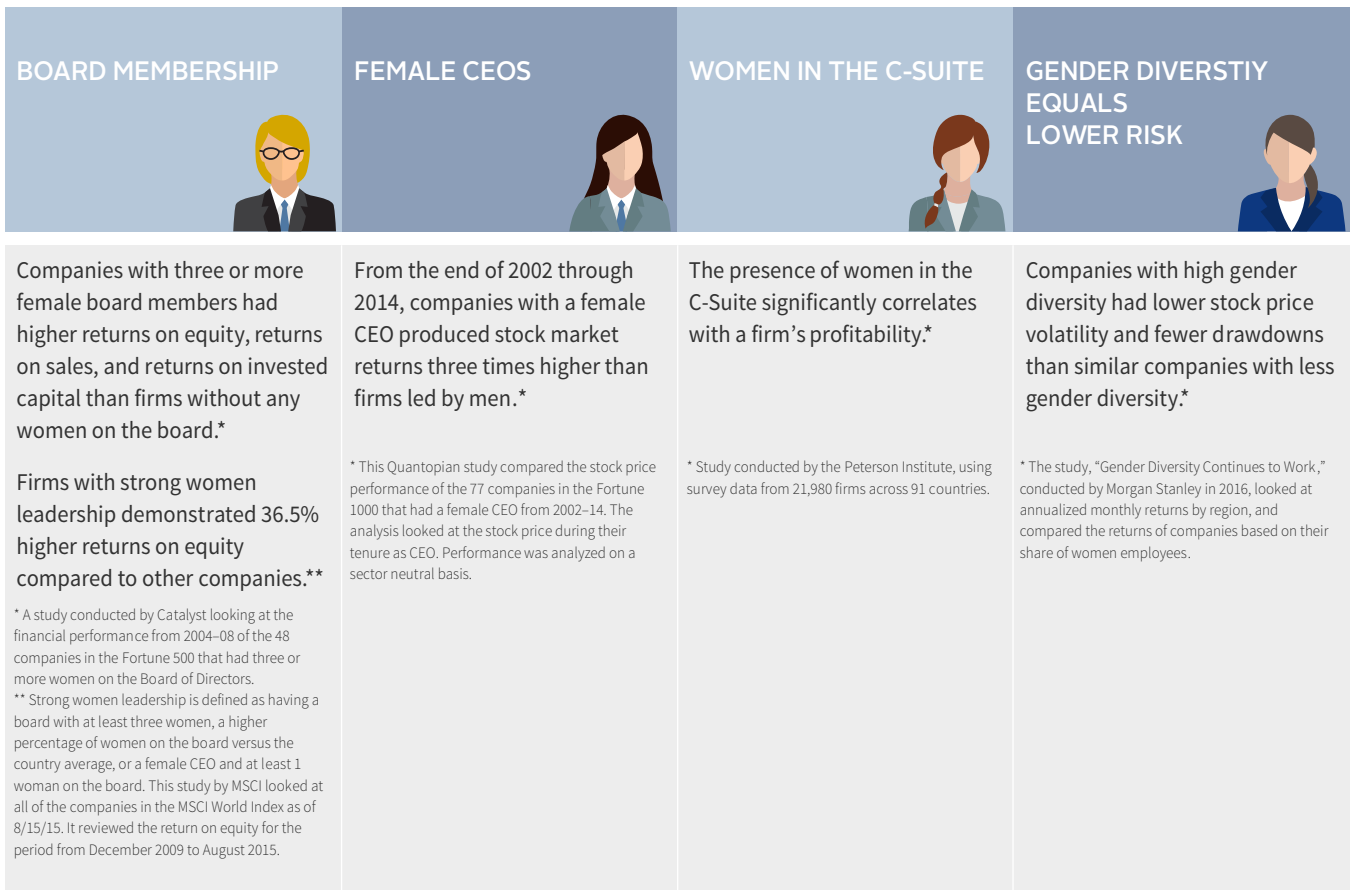 BOARD MEMBERSHIP
Companies with three or more
female board members had
higher returns on equity, returns
on sales, and returns on invested
capital than firms without any
women on the board.*
Firms with strong women
leadership demonstrated 36.5%
higher returns on equity
compared to other companies.**
* A study conducted by Catalyst looking at the
financial performance from 2004–08 of the 48
companies in the Fortune 500 that had three or
more women on the Board of Directors.
** Strong women leadership is defined as having a
board with at least three women, a higher
percentage of women on the board versus the
country average, or a female CEO and at least 1
woman on the board. This study by MSCI looked at
all of the companies in the MSCI World Index as of
8/15/15. It reviewed the return on equity for the
period from December 2009 to August 2015.
FEMALE CEOS
From the end of 2002 through
2014, companies with a female
CEO produced stock market
returns three times higher than
firms led by men.*
* This Quantopian study compared the stock price
performance of the 77 companies in the Fortune
1000 that had a female CEO from 2002–14. The
analysis looked at the stock price during their
tenure as CEO. Performance was analyzed on a
sector neutral basis.
WOMEN IN THE C-SUITE
The presence of women in the
C-Suite significantly correlates
with a firm's profitability.*
* Study conducted by the Peterson Institute, using
survey data from 21,980 firms across 91 countries.
GENDER DIVERSTIY
EQUALS
LOWER RISK
Companies with high gender
diversity had lower stock price
volatility and fewer drawdowns
than similar companies with less
gender diversity.*
* The study, “Gender Diversity Continues to Work,”
conducted by Morgan Stanley in 2016, looked at
annualized monthly returns by region, and
compared the returns of companies based on their
share of women employees.